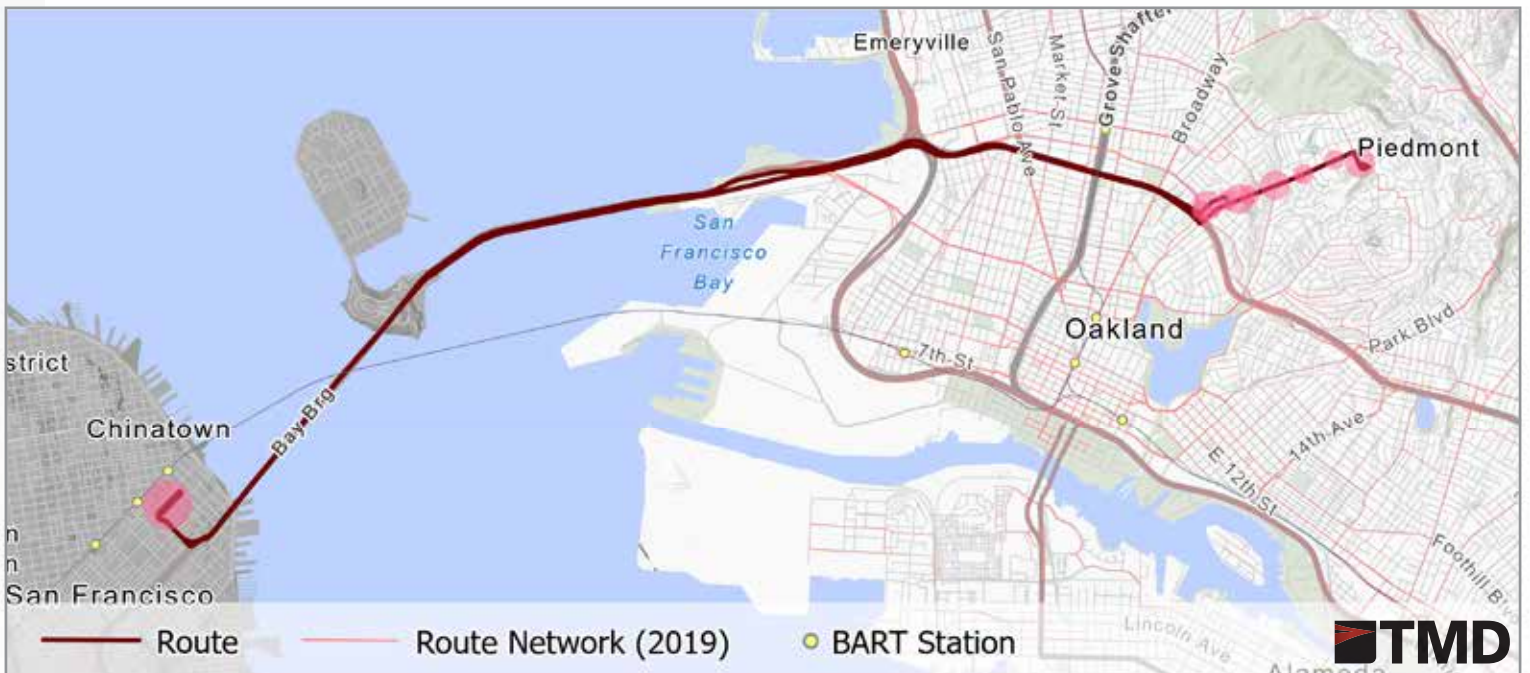 Emeryville
San Pablo Ave
Market St
Grove Shafter
Broadway
Piedmont
San
Francisco
Bay
Oakland
7th St
Park Blvd
strict
Chinatown
Bay Brg
14th Ave
E 12th St
n
n
San Francisco
Foothill Blv
Lincoln Ave
Alameda
Route
Route Network (2019)
BART Station
TMD